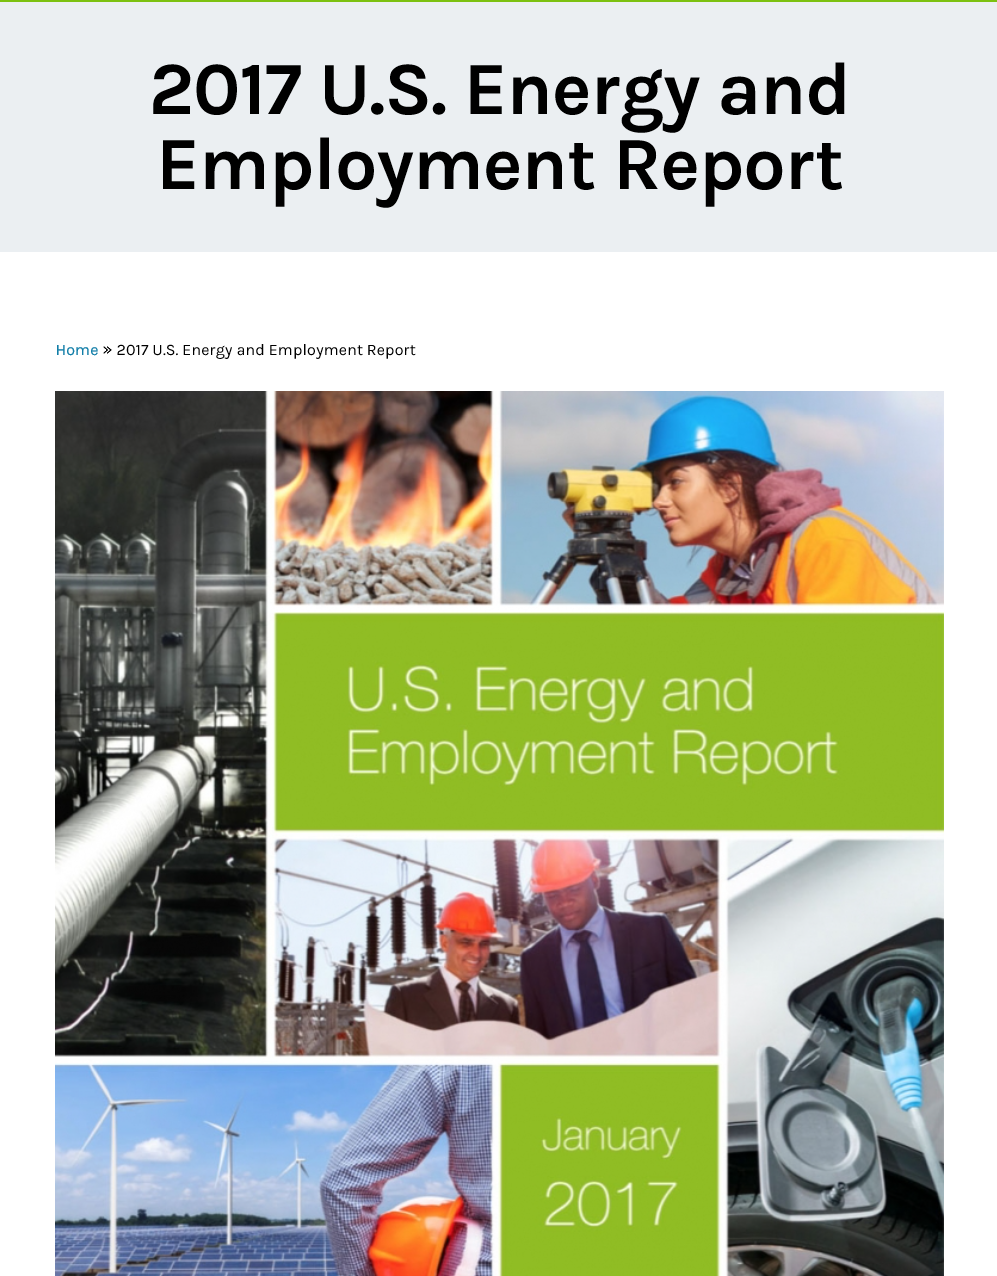 2017 U.S. Energy and
Employment Report
Home » 2017 U.S. Energy and Employment Report
U.S. Energy and
Employment Report
January
2017